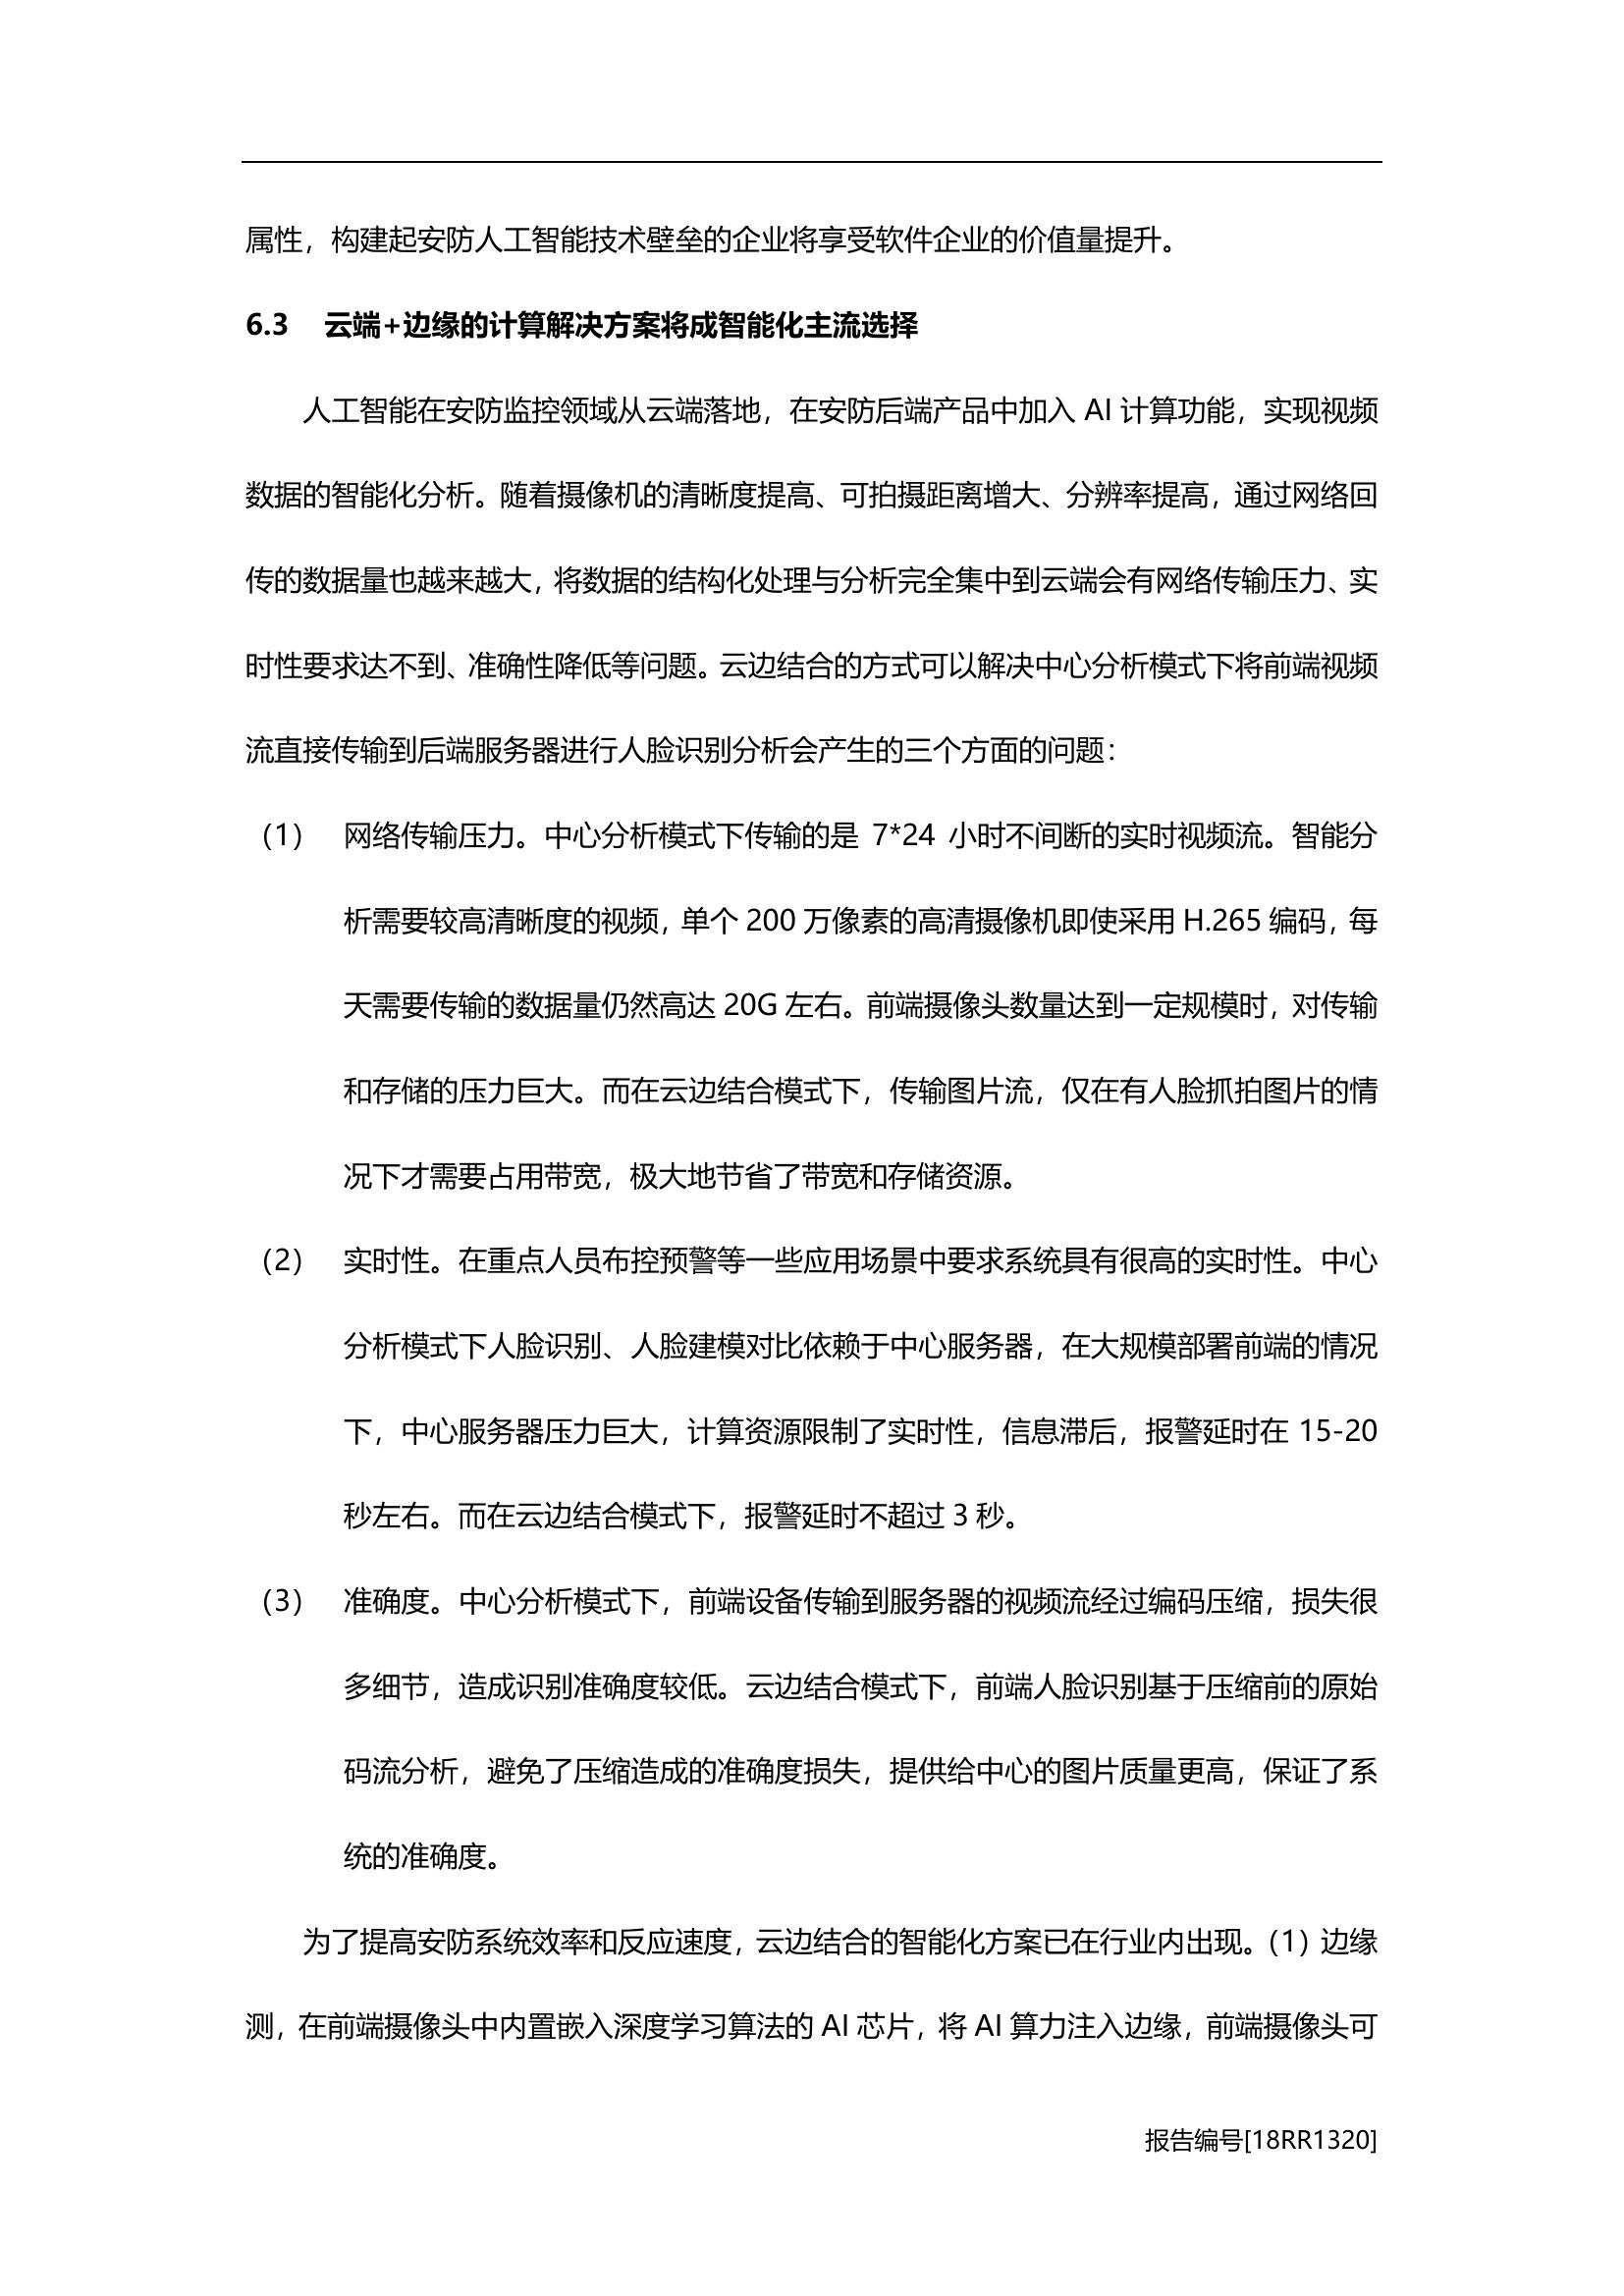 属性，构建起安防人工智能技术壁垒的企业将享受软件企业的价值量提升。
6.3 云端+边缘的计算解决方案将成智能化主流选择
人工智能在安防监控领域从云端落地，在安防后端产品中加入 AI 计算功能，实现视频
数据的智能化分析。随着摄像机的清晰度提高、可拍摄距离增大、分辨率提高，通过网络回
传的数据量也越来越大，将数据的结构化处理与分析完全集中到云端会有网络传输压力、实
时性要求达不到、准确性降低等问题。云边结合的方式可以解决中心分析模式下将前端视频
流直接传输到后端服务器进行人脸识别分析会产生的三个方面的问题：
（1） 网络传输压力。中心分析模式下传输的是 7*24 小时不间断的实时视频流。智能分
析需要较高清晰度的视频，单个 200 万像素的高清摄像机即使采用 H.265 编码，每
天需要传输的数据量仍然高达 20G 左右。前端摄像头数量达到一定规模时，对传输
和存储的压力巨大。而在云边结合模式下，传输图片流，仅在有人脸抓拍图片的情
况下才需要占用带宽，极大地节省了带宽和存储资源。
（2） 实时性。在重点人员布控预警等一些应用场景中要求系统具有很高的实时性。中心
分析模式下人脸识别、人脸建模对比依赖于中心服务器，在大规模部署前端的情况
下，中心服务器压力巨大，计算资源限制了实时性，信息滞后，报警延时在 15-20
秒左右。而在云边结合模式下，报警延时不超过 3 秒。
（3） 准确度。中心分析模式下，前端设备传输到服务器的视频流经过编码压缩，损失很
多细节，造成识别准确度较低。云边结合模式下，前端人脸识别基于压缩前的原始
码流分析，避免了压缩造成的准确度损失，提供给中心的图片质量更高，保证了系
统的准确度。
为了提高安防系统效率和反应速度，云边结合的智能化方案已在行业内出现。（1）边缘
测，在前端摄像头中内置嵌入深度学习算法的 AI 芯片，将 AI 算力注入边缘，前端摄像头可
报告编号[18RR1320]